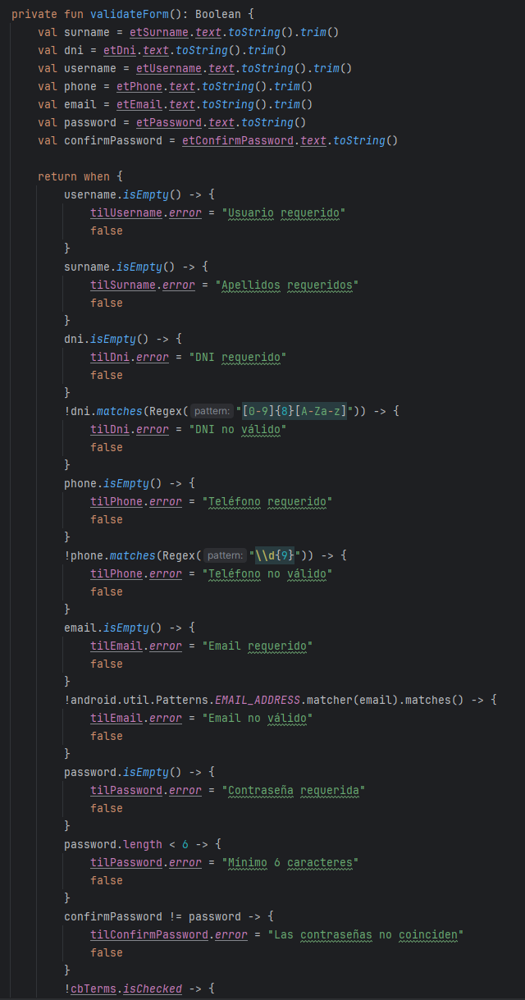 private fun validateForm(): Boolean {
    val surname = etSurname.text.toString().trim()
    val dni = etDni.text.toString().trim()
    val username = etUsername.text.toString().trim()
    val phone = etPhone.text.toString().trim()
    val email = etEmail.text.toString().trim()
    val password = etPassword.text.toString()
    val confirmPassword = etConfirmPassword.text.toString()

    return when {
        username.isEmpty() -> {
            tilUsername.error = "Usuario requerido"
            false
        }
        surname.isEmpty() -> {
            tilSurname.error = "Apellidos requeridos"
            false
        }
        dni.isEmpty() -> {
            tilDni.error = "DNI requerido"
            false
        }
        !dni.matches(Regex( pattern: "[0-9]{8}[A-Za-z]")) -> {
            tilDni.error = "DNI no válido"
            false
        }
        phone.isEmpty() -> {
            tilPhone.error = "Teléfono requerido"
            false
        }
        !phone.matches(Regex( pattern: "\\d{9}")) -> {
            tilPhone.error = "Teléfono no válido"
            false
        }
        email.isEmpty() -> {
            tilEmail.error = "Email requerido"
            false
        }
        !android.util.Patterns.EMAIL_ADDRESS.matcher(email).matches() -> {
            tilEmail.error = "Email no válido"
            false
        }
        password.isEmpty() -> {
            tilPassword.error = "Contraseña requerida"
            false
        }
        password.length < 6 -> {
            tilPassword.error = "Mínimo 6 caracteres"
            false
        }
        confirmPassword != password -> {
            tilConfirmPassword.error = "Las contraseñas no coinciden"
            false
        }
        !cbTerms.isChecked -> {